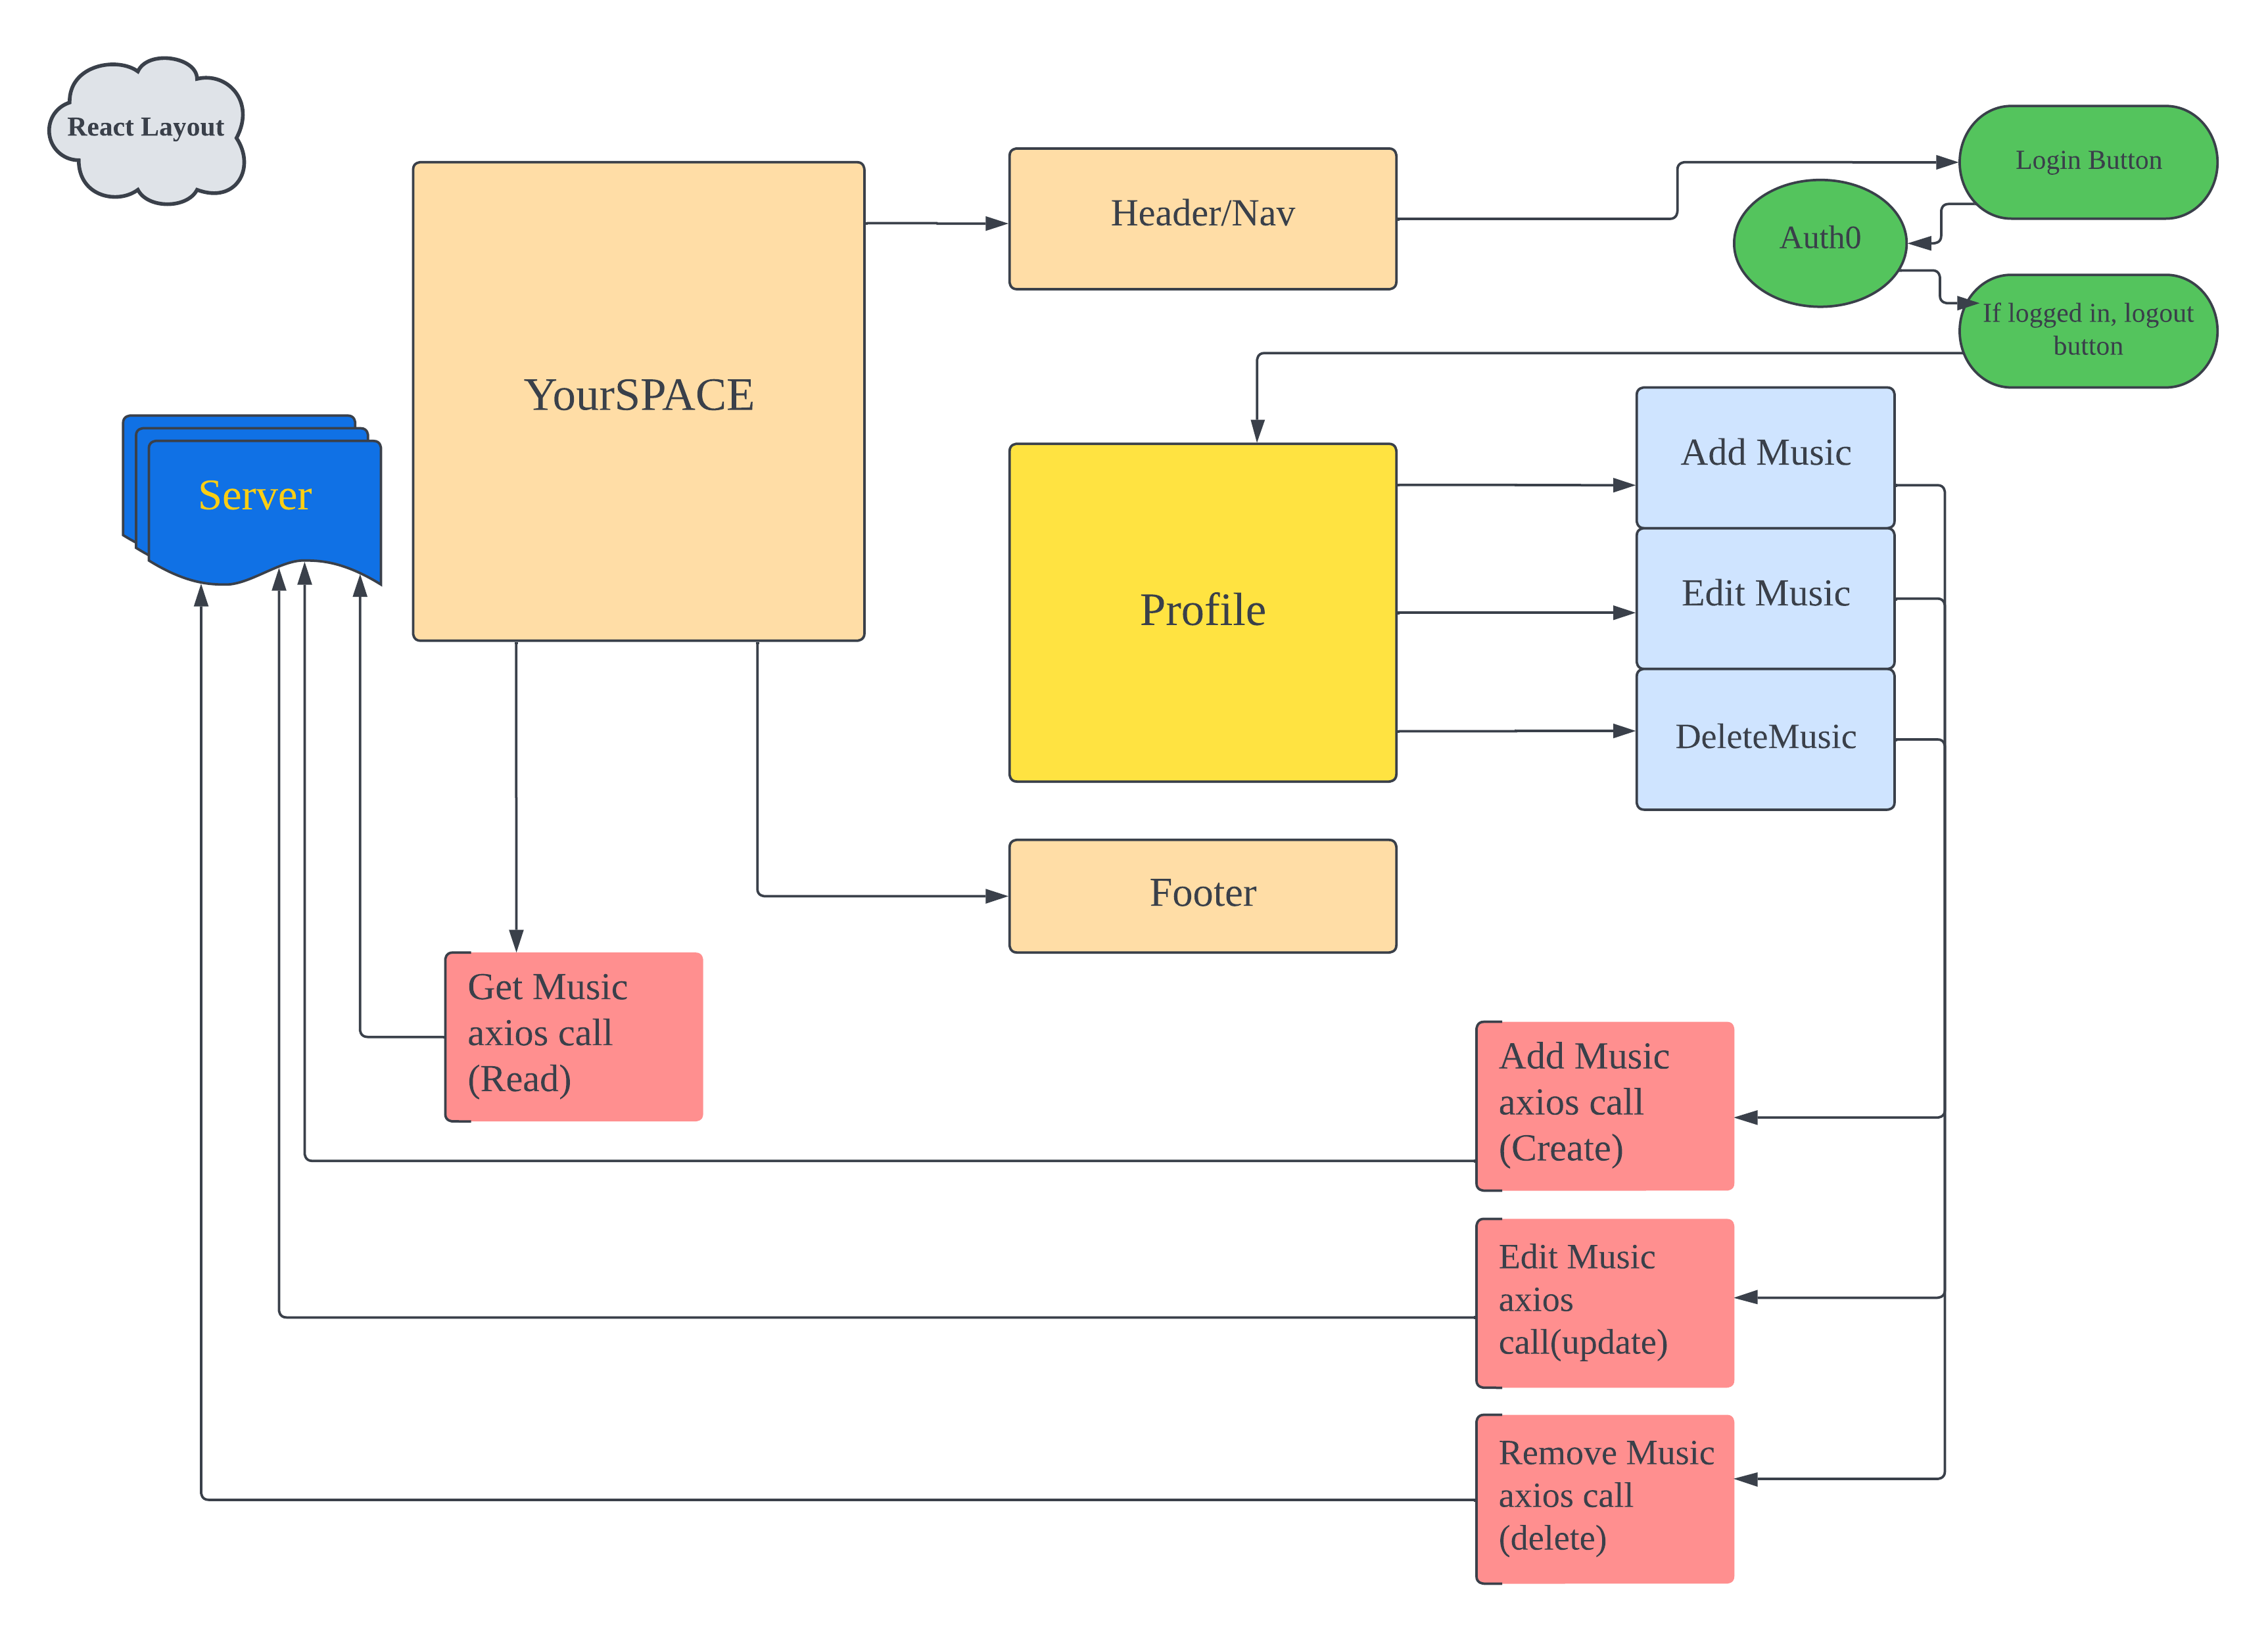 React Layout
Header/Nav
Login Button
Auth0
If logged in, logout
button
YourSPACE
Server
Profile
Add Music
Edit Music
DeleteMusic
Footer
Get Music
axios call
(Read)
Add Music
axios call
(Create)
Edit Music
axios
call(update)
Remove Music
axios call
(delete)